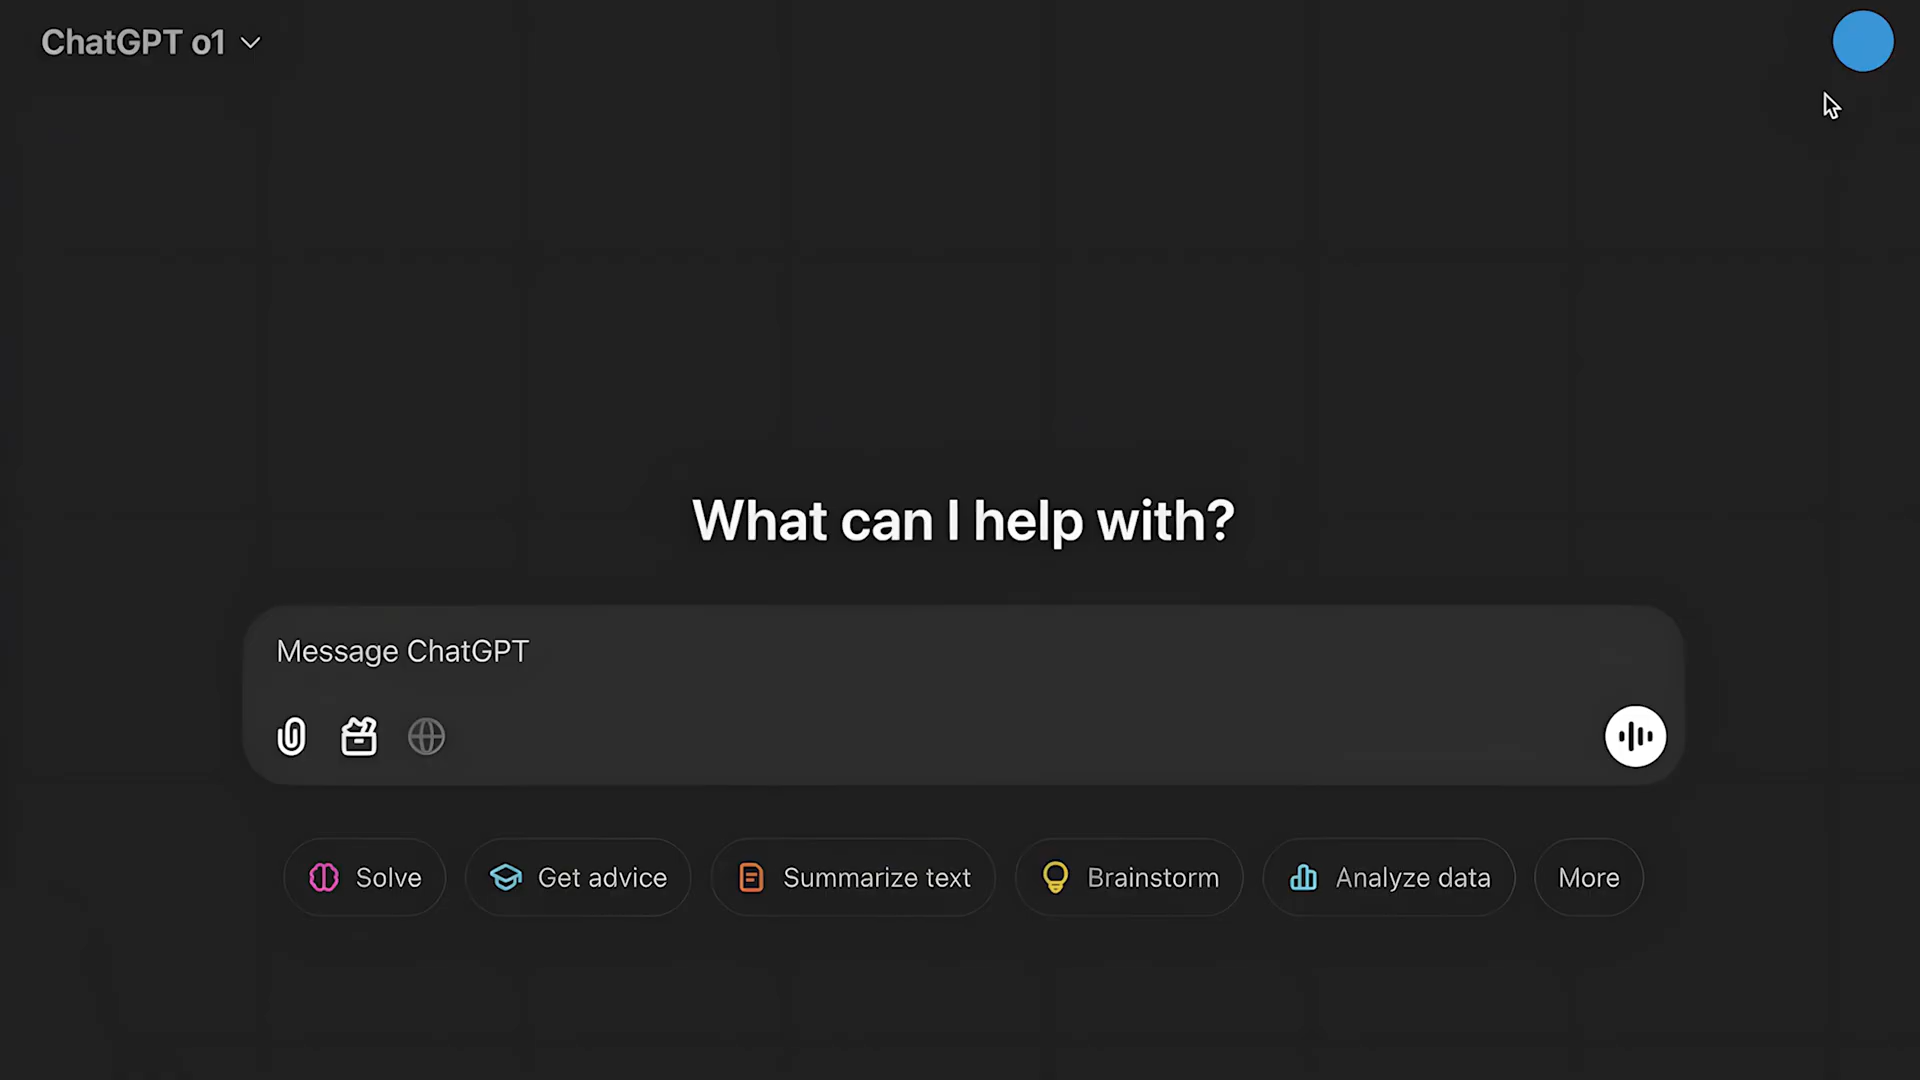 ChatGPT o1
What can I help with?
Message ChatGPT
Solve
Get advice
Summarize text
Brainstorm
Analyze data
More